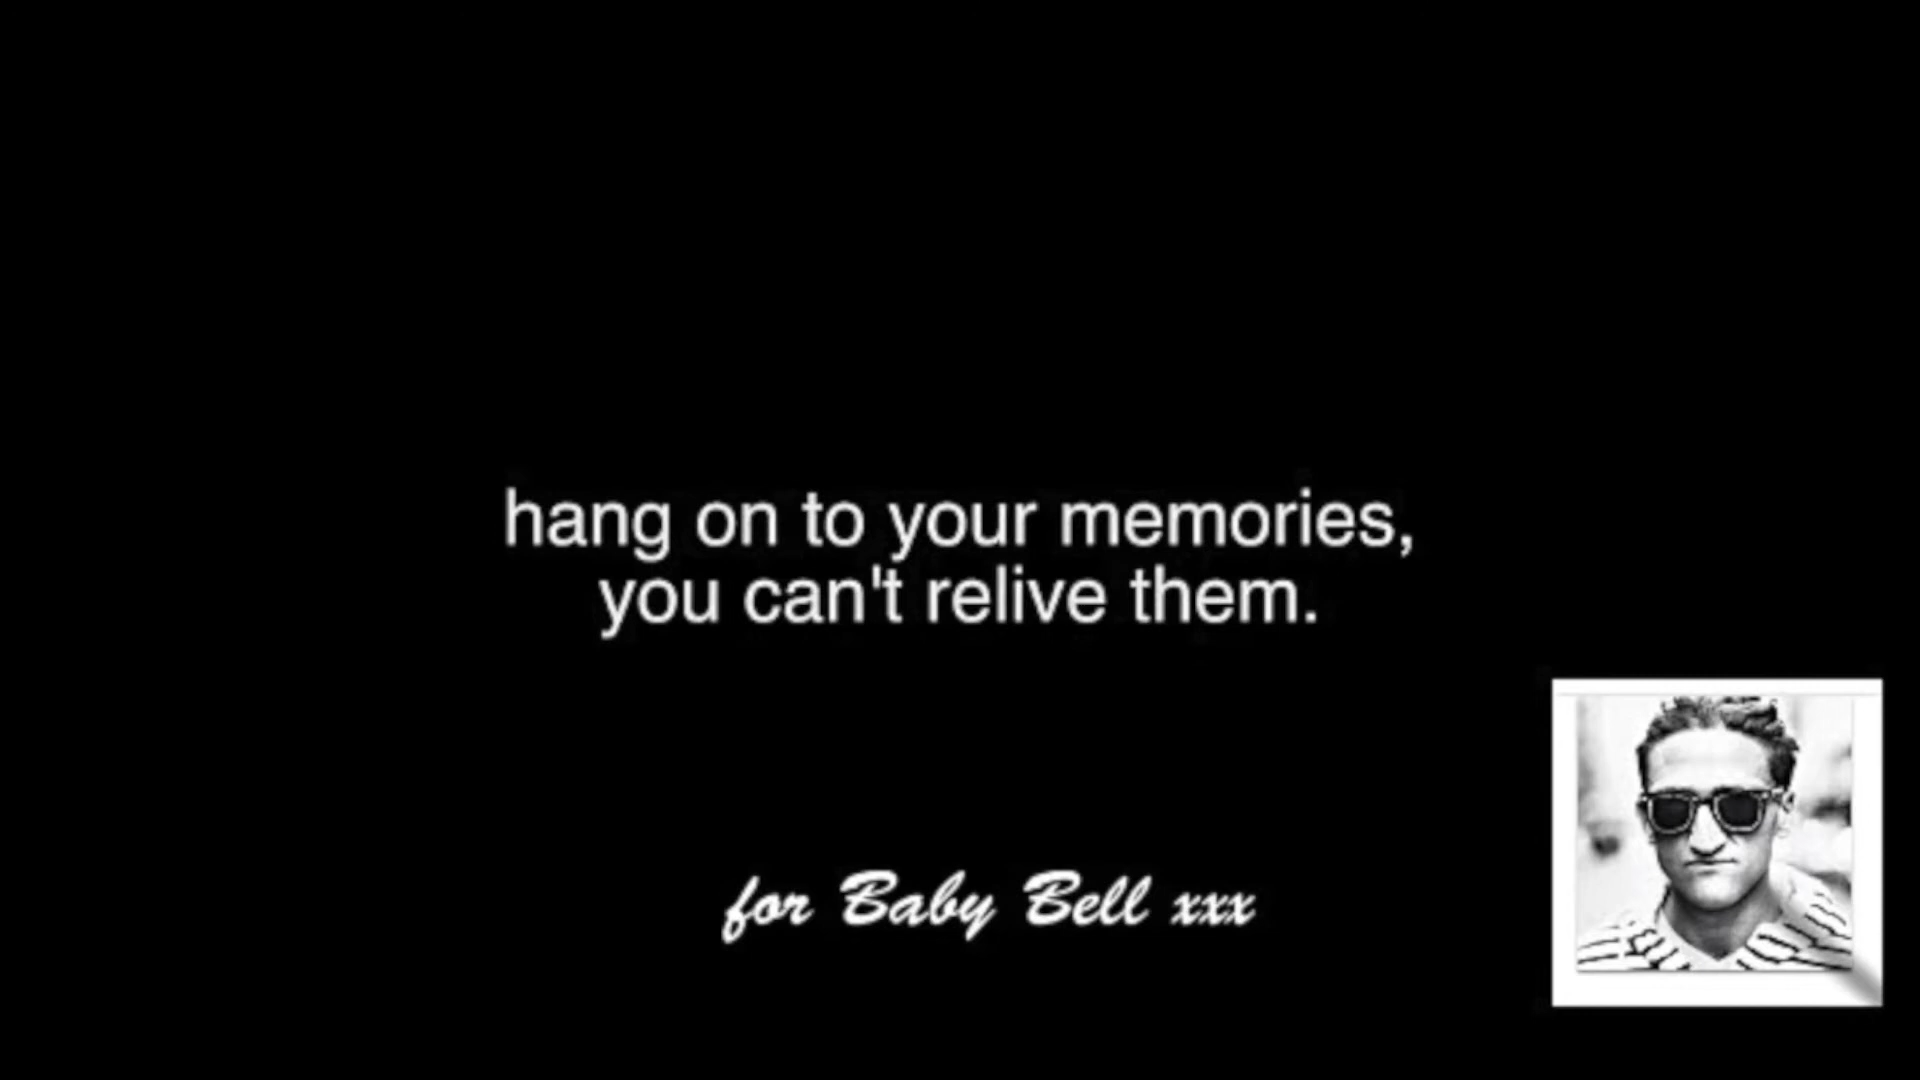 hang on to your memories,
you can't relive them.
for Baby Bell xxx